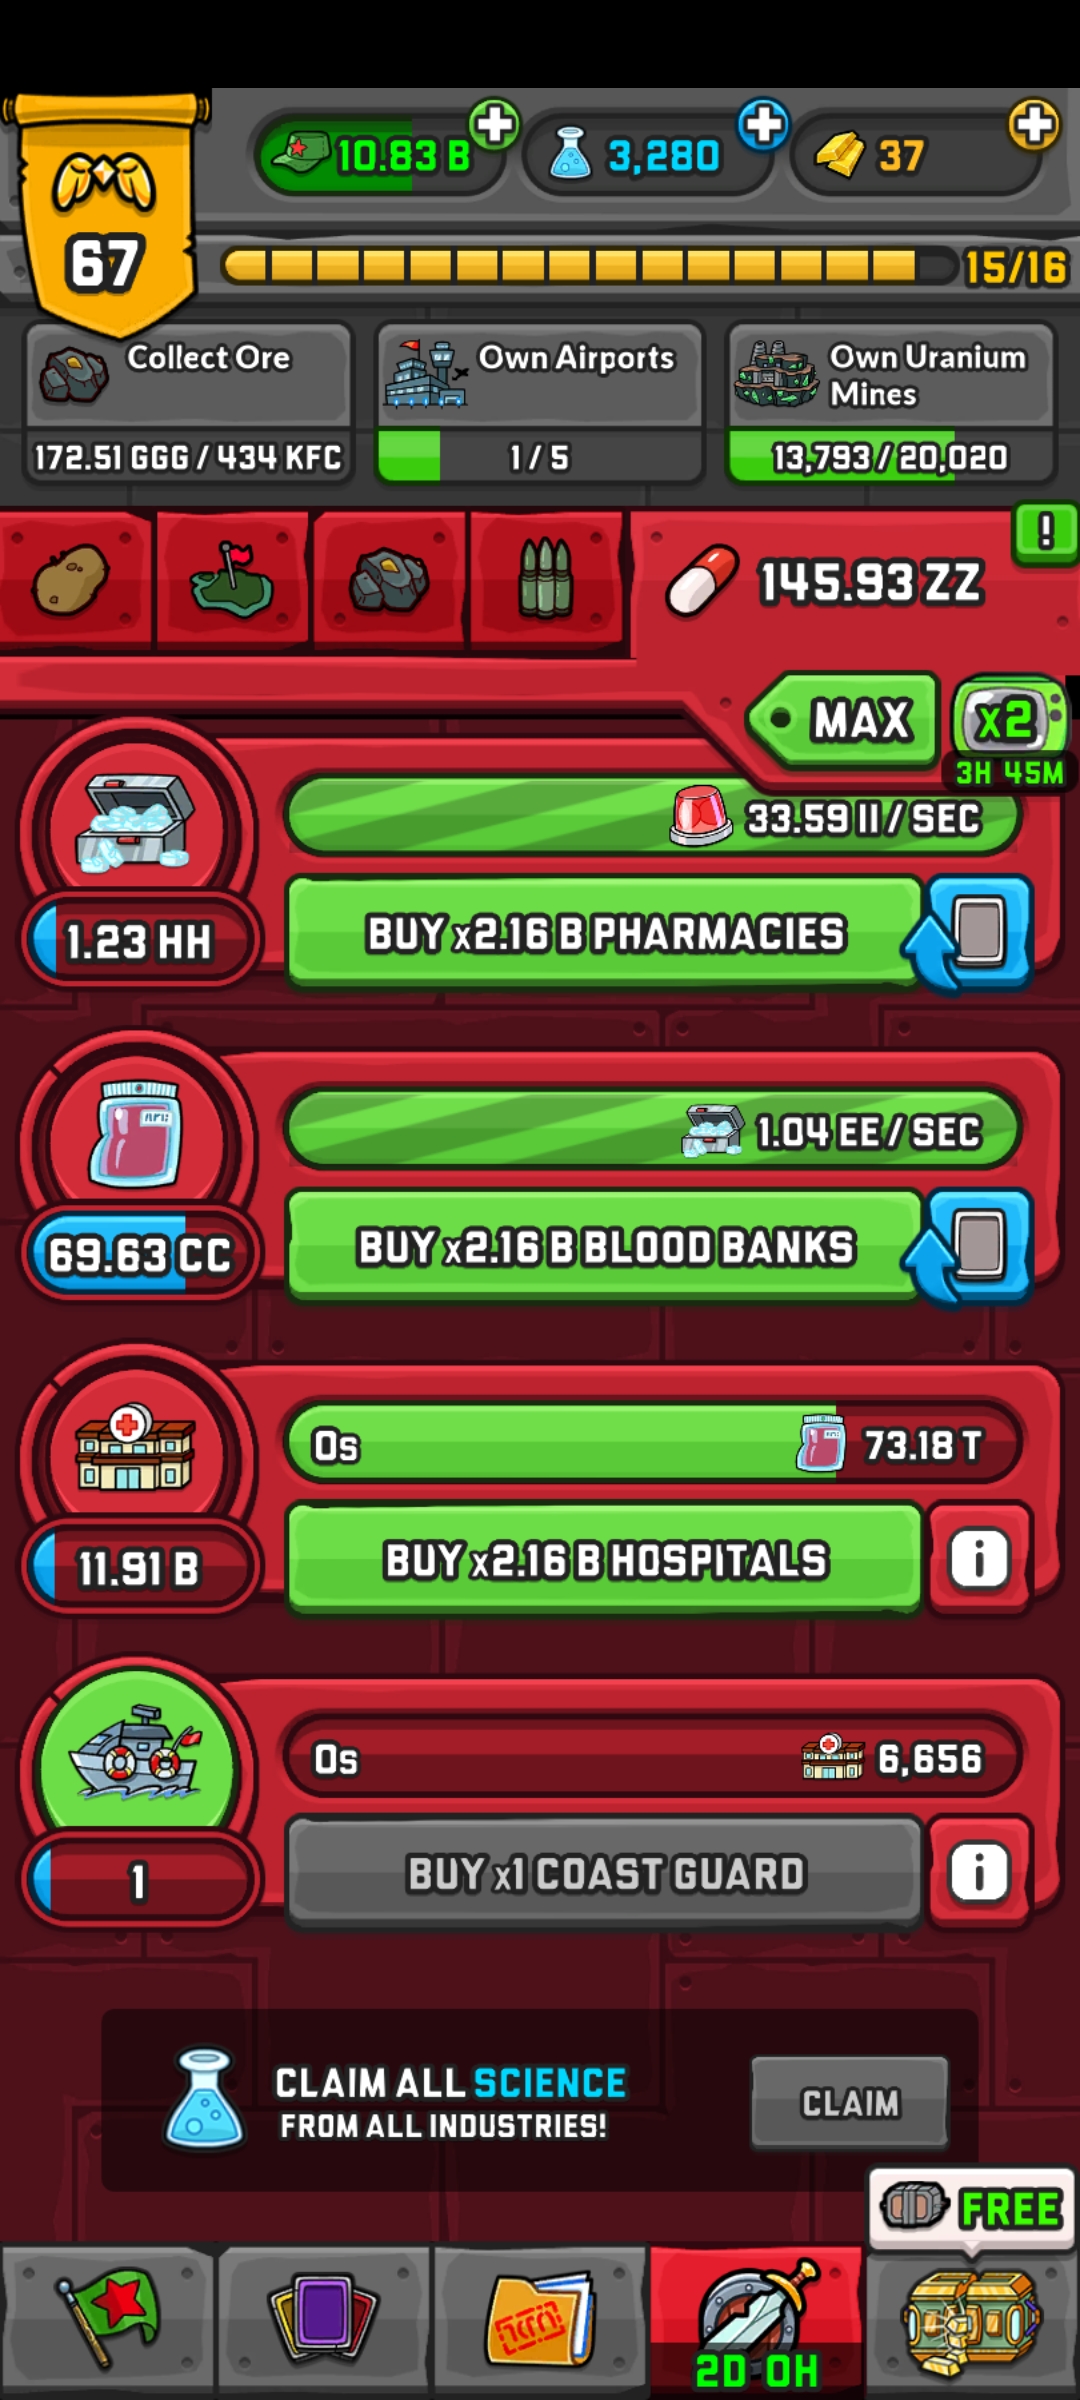 67
10.83 B
3,280
37
15/16
Collect Ore
172.51 GGG / 434 KFC
Own Airports
1 / 5
Own Uranium
Mines
13,793 / 20,020
!
145.93 ZZ
MAX
x2
3H 45M
33.59 II / SEC
1.23 HH
BUY x2.16 B PHARMACIES
1.04 EE / SEC
69.63 CC
BUY x2.16 B BLOOD BANKS
0s
73.18 T
11.91 B
BUY x2.16 B HOSPITALS
i
0s
6,656
1
BUY x1 COAST GUARD
i
CLAIM ALL SCIENCE
FROM ALL INDUSTRIES!
CLAIM
FREE
2D 0H